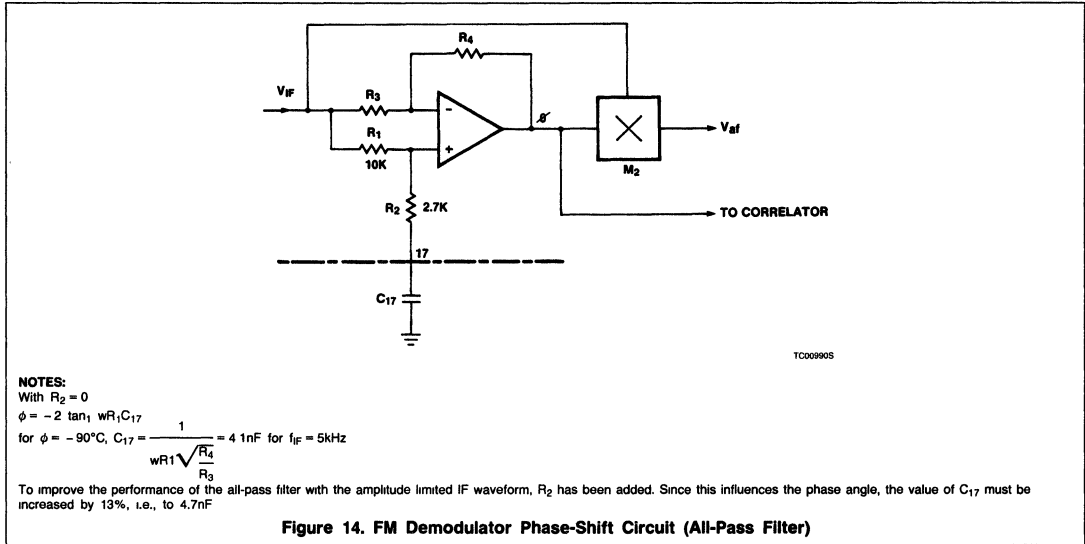 R4
VIF
R3
-
θ
R1
+
10K
Vaf
M2
R2 2.7K
TO CORRELATOR
17
C17
TC00990S
NOTES:
With R2 = 0
ϕ = -2 tan1 wR1C17
for ϕ = -90°C, C17 = 1 / wR1 √R4/R3 = 4 1nF for fIF = 5kHz
To improve the performance of the all-pass filter with the amplitude limited IF waveform, R2 has been added. Since this influences the phase angle, the value of C17 must be
increased by 13%, i.e., to 4.7nF
Figure 14. FM Demodulator Phase-Shift Circuit (All-Pass Filter)